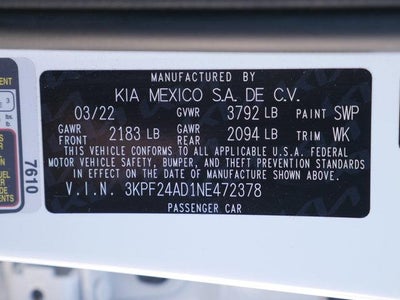 MANUFACTURED BY
KIA MEXICO S.A. DE C.V.
03/22 GVWR 3792 LB PAINT SWP
GAWR FRONT 2183 LB GAWR REAR 2094 LB TRIM WK
THIS VEHICLE CONFORMS TO ALL APPLICABLE U.S.A. FEDERAL
MOTOR VEHICLE SAFETY, BUMPER, AND THEFT PREVENTION STANDARDS
IN EFFECT ON THE DATE OF MANUFACTURE SHOWN ABOVE.
V.I.N. 3KPF24AD1NE472378
PASSENGER CAR
7610